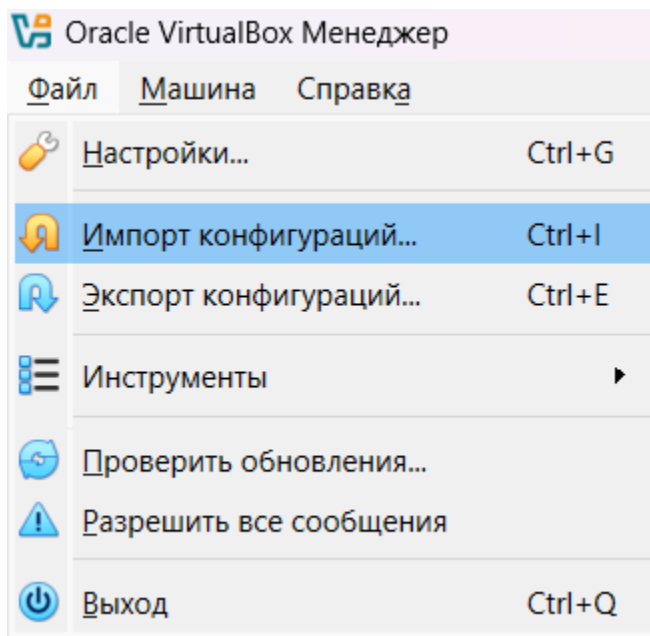 Oracle VirtualBox Менеджер
Файл Машина Справка
Настройки... Ctrl+G
Импорт конфигураций... Ctrl+I
Экспорт конфигураций... Ctrl+E
Инструменты
Проверить обновления...
Разрешить все сообщения
Выход Ctrl+Q